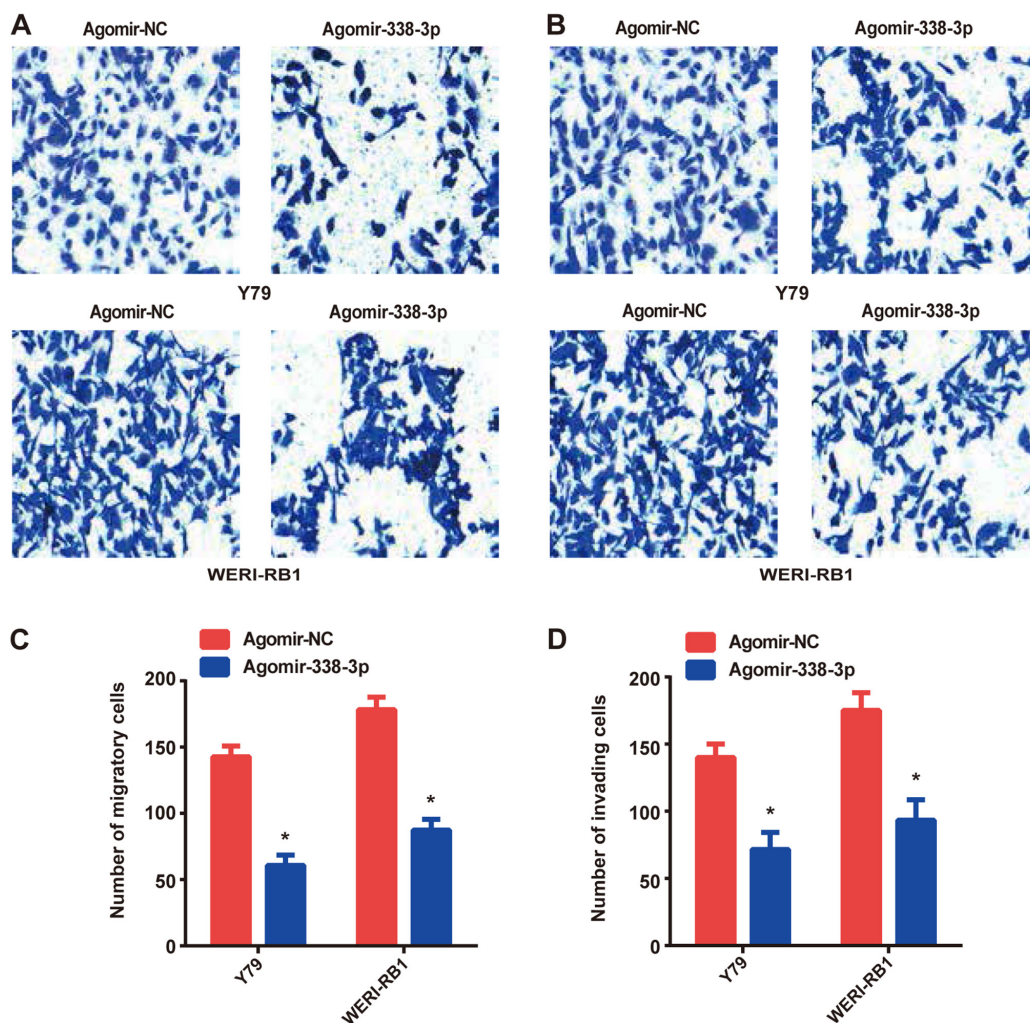 A
Agomir-NC Agomir-338-3p
Y79
Agomir-NC Agomir-338-3p
WERI-RB1
B
Agomir-NC Agomir-338-3p
Y79
Agomir-NC Agomir-338-3p
WERI-RB1
C
Agomir-NC
Agomir-338-3p
Number of migratory cells
200
150
100
50
0
*
*
Y79
WERI-RB1
D
Agomir-NC
Agomir-338-3p
Number of invading cells
200
150
100
50
0
*
*
Y79
WERI-RB1